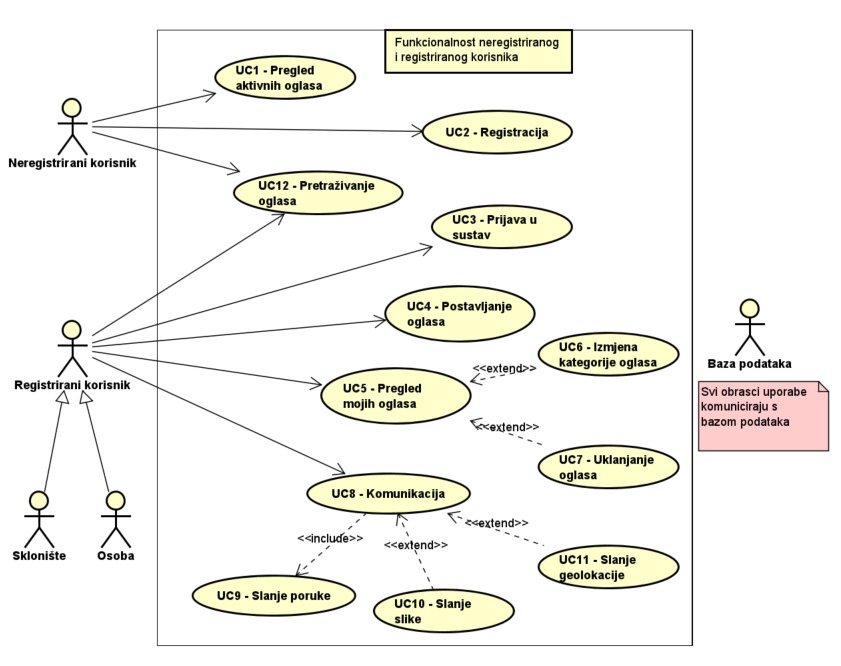 Funkcionalnost neregistriranog
i registriranog korisnika
UC1 - Pregled
aktivnih oglasa
UC2 - Registracija
Neregistrirani korisnik
UC12 - Pretraživanje
oglasa
UC3 - Prijava u
sustav
UC4 - Postavljanje
oglasa
UC6 - Izmjena
kategorije oglasa
Baza podataka
<<extend>>
Registrirani korisnik
UC5 - Pregled
mojih oglasa
Svi obrasci uporabe
komuniciraju s
bazom podataka
<<extend>>
UC7 - Uklanjanje
oglasa
UC8 - Komunikacija
<<extend>>
<<include>>
<<extend>>
Sklonište
Osoba
UC11 - Slanje
geolokacije
UC9 - Slanje poruke
UC10 - Slanje
slike